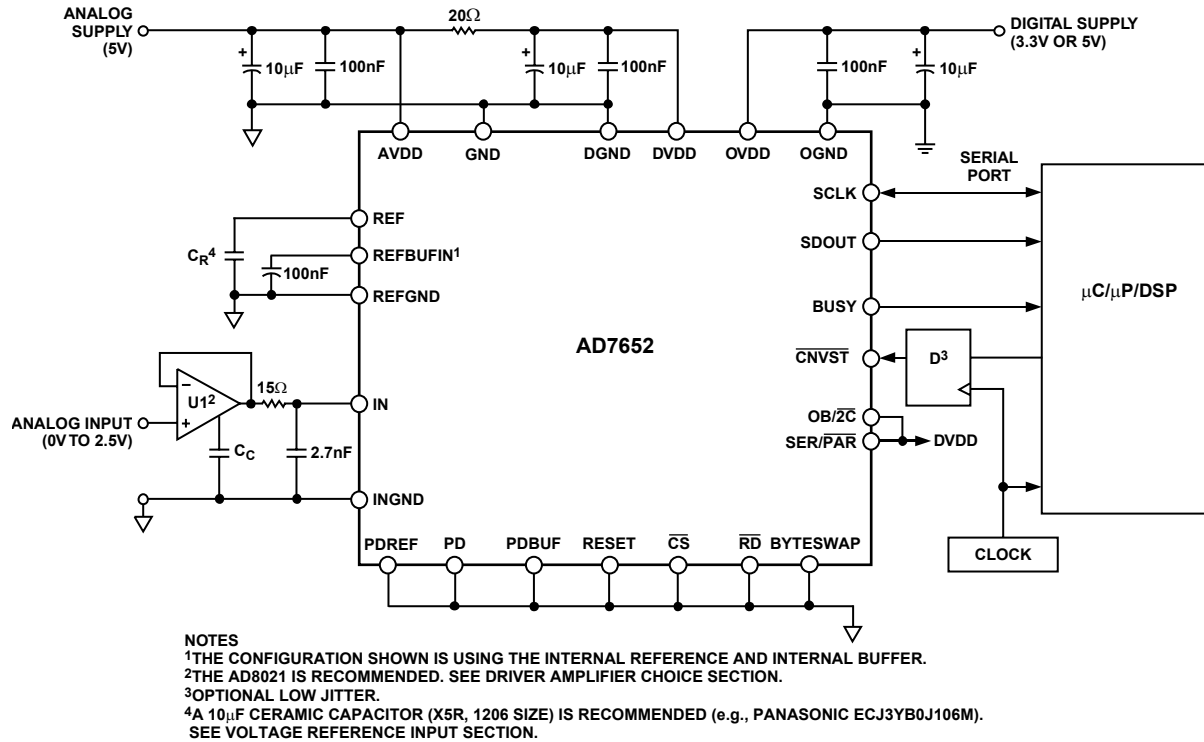 ANALOG
SUPPLY
(5V)
20Ω
DIGITAL SUPPLY
(3.3V OR 5V)
+
10μF
100nF
+
10μF
100nF
100nF
+
10μF
AVDD
GND
DGND
DVDD
OVDD
OGND
SERIAL
PORT
SCLK
REF
SDOUT
CR4
REFBUFIN1
100nF
REFGND
BUSY
μC/μP/DSP
AD7652
CNVST
D3
−
U12
+
15Ω
IN
ANALOG INPUT
(0V TO 2.5V)
CC
2.7nF
OB/2C
SER/PAR
DVDD
INGND
PDREF
PD
PDBUF
RESET
CS
RD
BYTESWAP
CLOCK
NOTES
1THE CONFIGURATION SHOWN IS USING THE INTERNAL REFERENCE AND INTERNAL BUFFER.
2THE AD8021 IS RECOMMENDED. SEE DRIVER AMPLIFIER CHOICE SECTION.
3OPTIONAL LOW JITTER.
4A 10μF CERAMIC CAPACITOR (X5R, 1206 SIZE) IS RECOMMENDED (e.g., PANASONIC ECJ3YB0J106M).
SEE VOLTAGE REFERENCE INPUT SECTION.